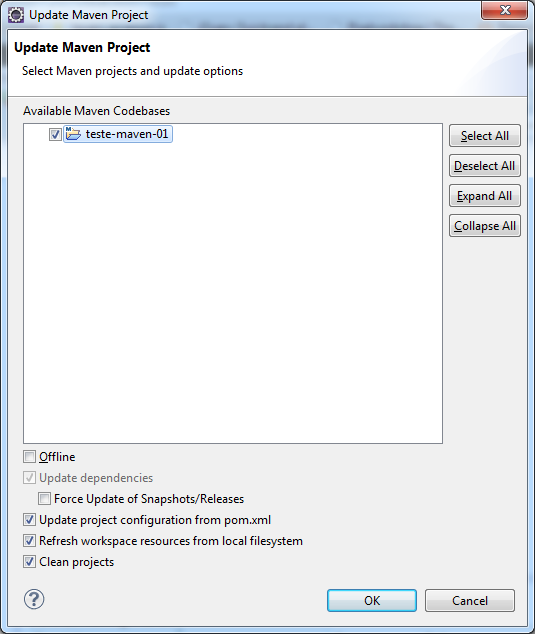 Update Maven Project
Update Maven Project
Select Maven projects and update options
Available Maven Codebases
teste-maven-01
Select All
Deselect All
Expand All
Collapse All
Offline
Update dependencies
Force Update of Snapshots/Releases
Update project configuration from pom.xml
Refresh workspace resources from local filesystem
Clean projects
OK
Cancel